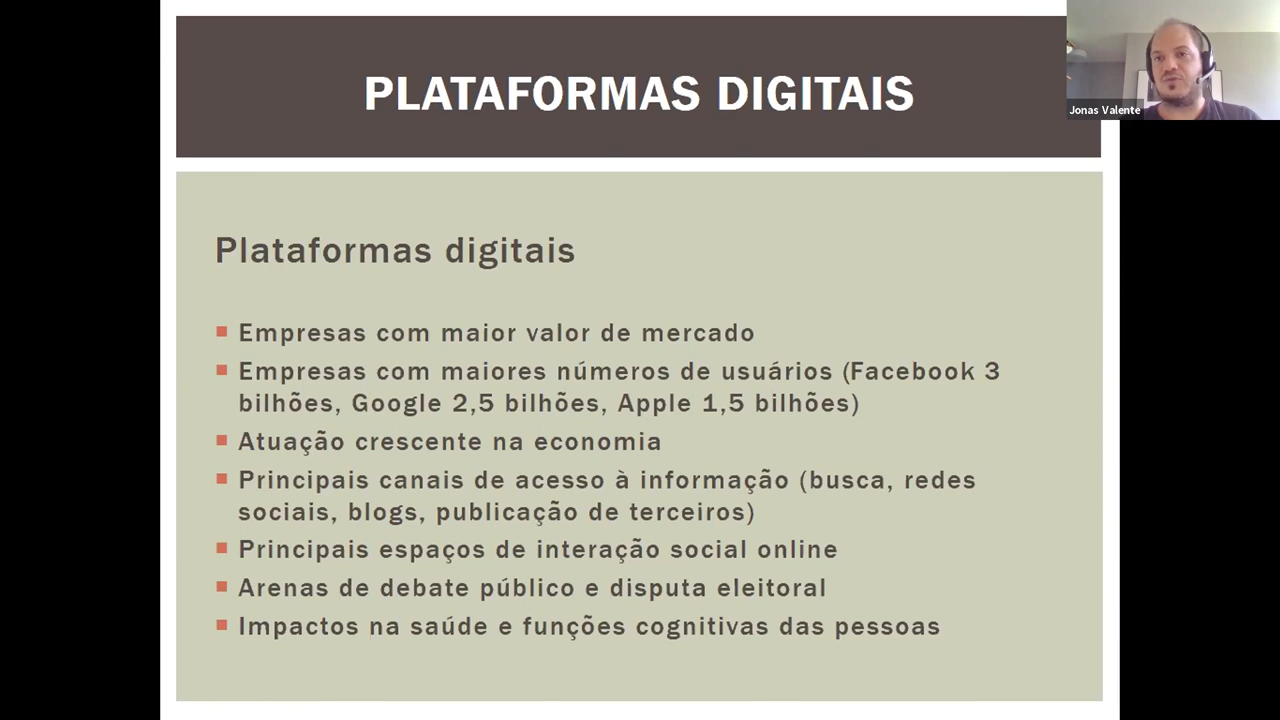 PLATAFORMAS DIGITAIS
Jonas Valente
Plataformas digitais
Empresas com maior valor de mercado
Empresas com maiores números de usuários (Facebook 3
bilhões, Google 2,5 bilhões, Apple 1,5 bilhões)
Atuação crescente na economia
Principais canais de acesso à informação (busca, redes
sociais, blogs, publicação de terceiros)
Principais espaços de interação social online
Arenas de debate público e disputa eleitoral
Impactos na saúde e funções cognitivas das pessoas